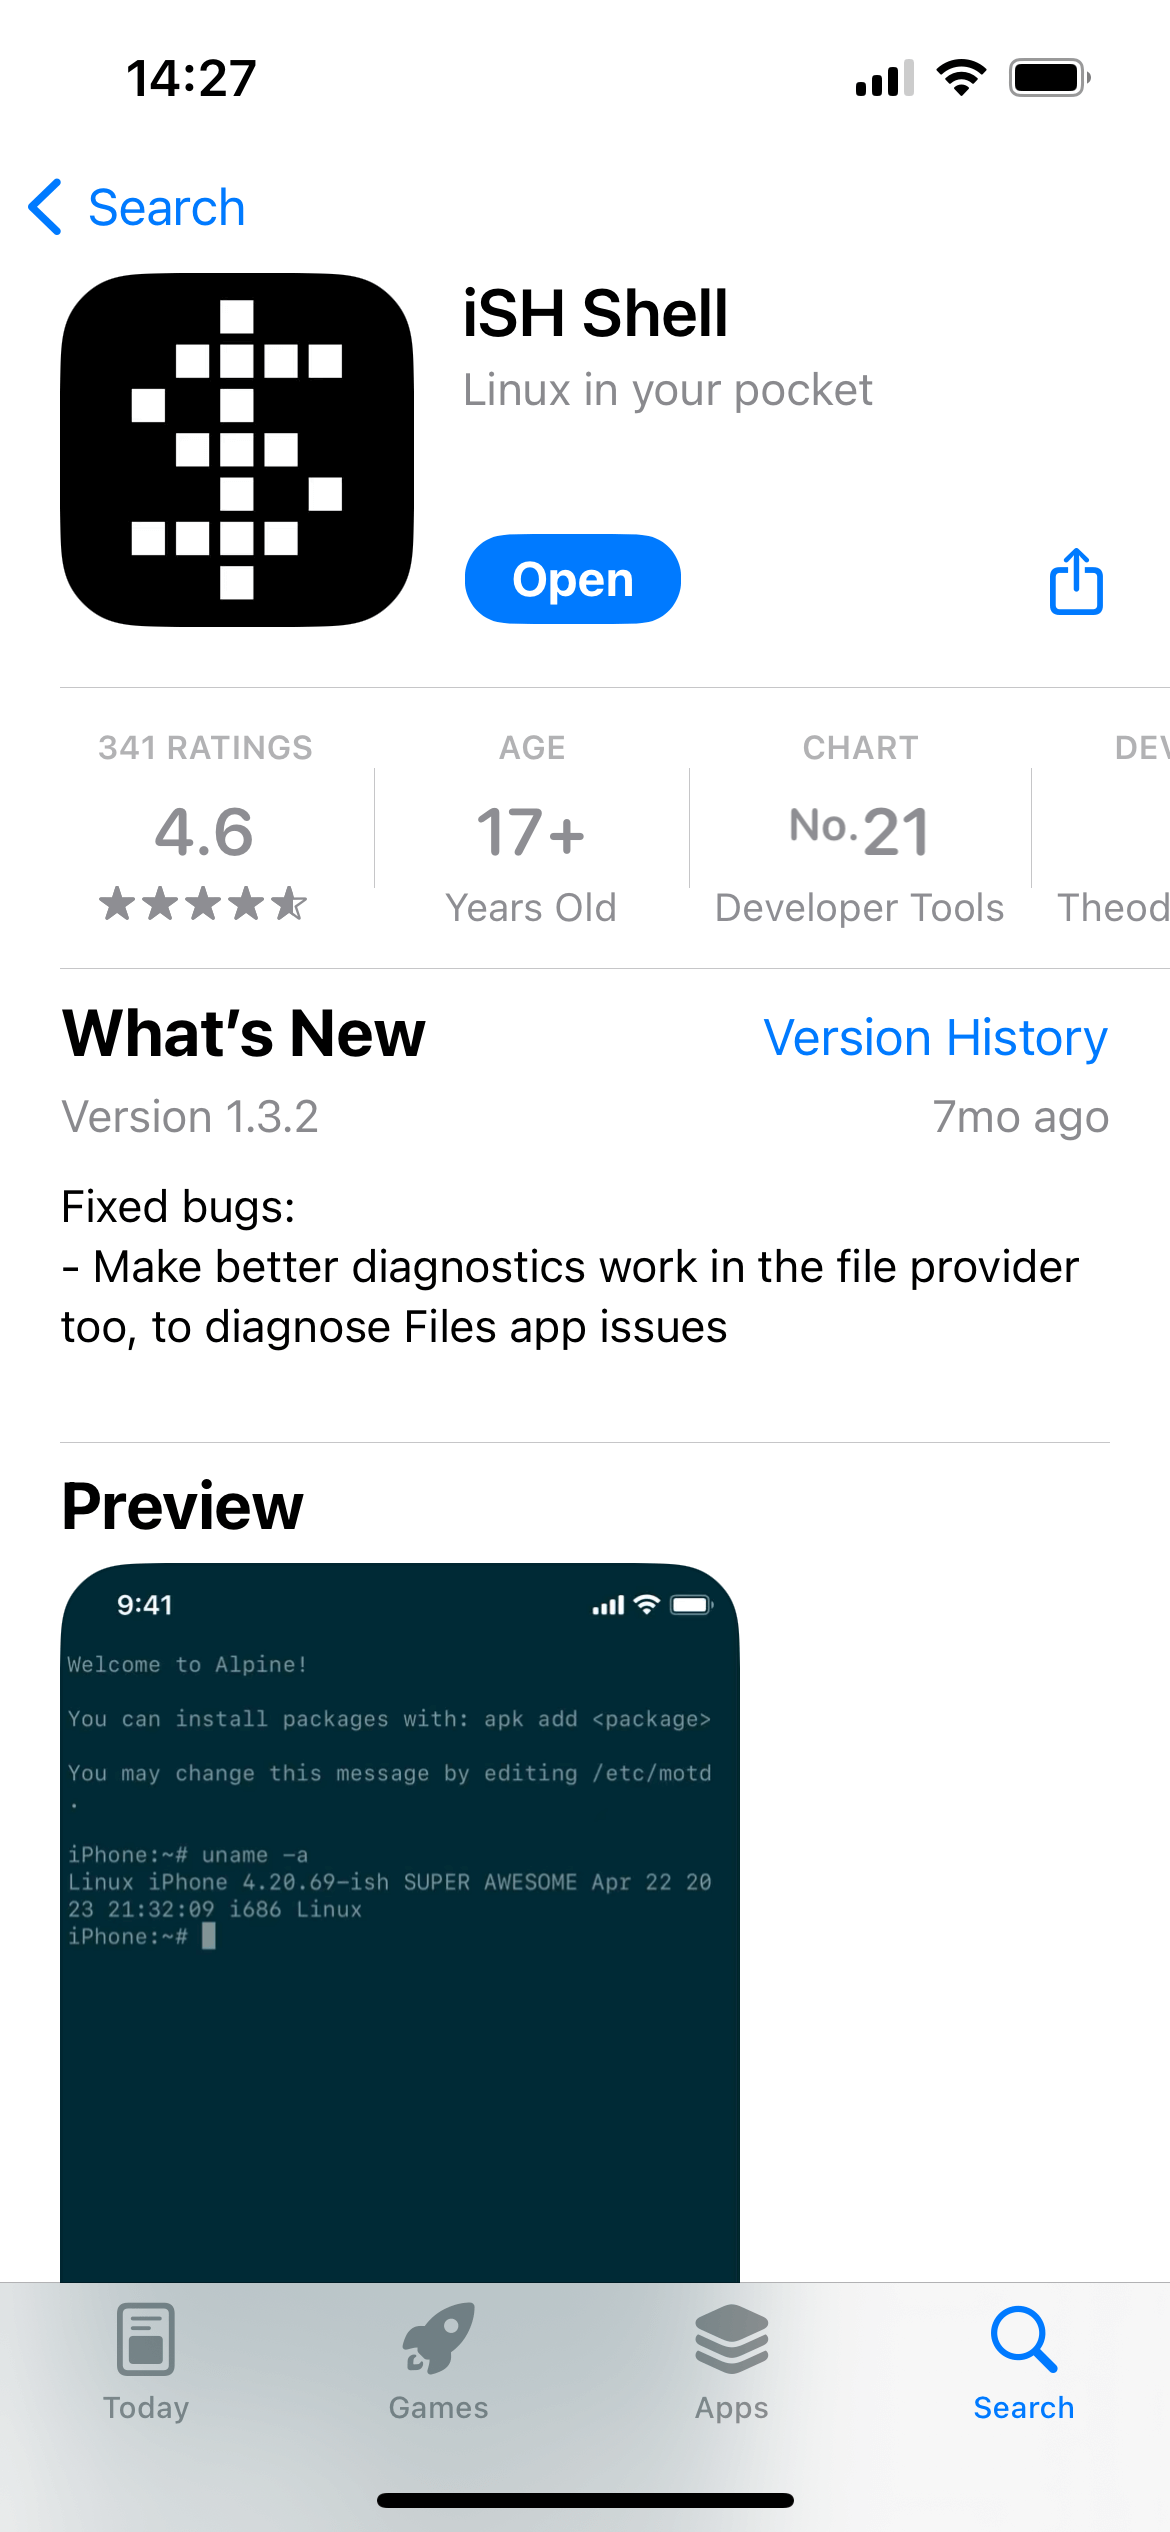 14:27
Search
iSH Shell
Linux in your pocket
Open
341 RATINGS
4.6
AGE
17+
Years Old
CHART
No.21
Developer Tools
DEV
Theod
What's New
Version History
Version 1.3.2
7mo ago
Fixed bugs:
- Make better diagnostics work in the file provider
too, to diagnose Files app issues
Preview
9:41
Welcome to Alpine!
You can install packages with: apk add <package>
You may change this message by editing /etc/motd
.
iPhone:~# uname -a
Linux iPhone 4.20.69-ish SUPER AWESOME Apr 22 20
23 21:32:09 i686 Linux
iPhone:~#
Today
Games
Apps
Search